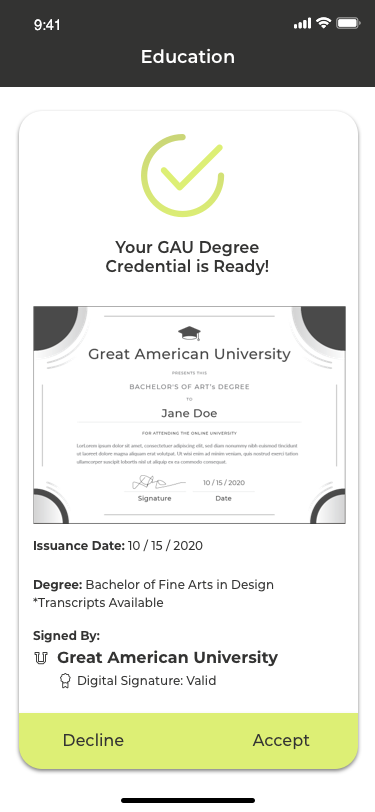 9:41
Education
Your GAU Degree
Credential is Ready!
Great American University
PRESENTS THIS
BACHELOR'S OF ART's DEGREE
TO
Jane Doe
FOR ATTENDING THE ONLINE UNIVERSITY
Lorem ipsum dolor sit amet, consectetuer adipiscing elit, sed diam nonummy nibh euismod tincidunt
ut laoreet dolore magna aliquam erat volutpat. Ut wisi enim ad minim veniam, quis nostrud exerci tation
ullamcorper suscipit lobortis nisl ut aliquip ex ea commodo consequat.
10 / 15 / 2020
Signature
Date
Issuance Date: 10 / 15 / 2020
Degree: Bachelor of Fine Arts in Design
*Transcripts Available
Signed By:
Great American University
Digital Signature: Valid
Decline
Accept